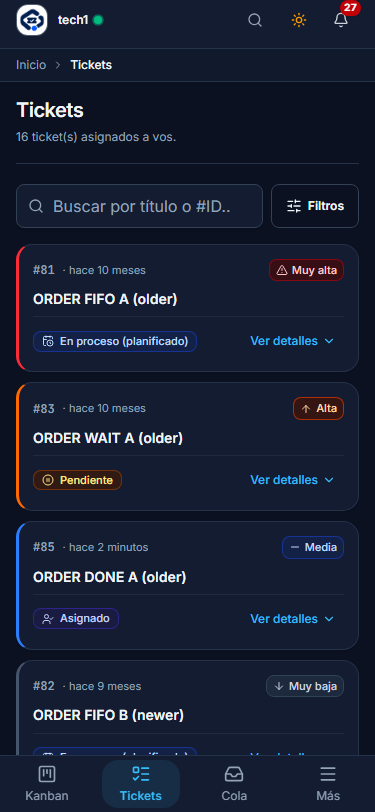 tech1
27
Inicio > Tickets
Tickets
16 ticket(s) asignados a vos.
Buscar por título o #ID..
Filtros
#81 · hace 10 meses
Muy alta
ORDER FIFO A (older)
En proceso (planificado)
Ver detalles
#83 · hace 10 meses
Alta
ORDER WAIT A (older)
Pendiente
Ver detalles
#85 · hace 2 minutos
Media
ORDER DONE A (older)
Asignado
Ver detalles
#82 · hace 9 meses
Muy baja
ORDER FIFO B (newer)
Kanban
Tickets
Cola
Más